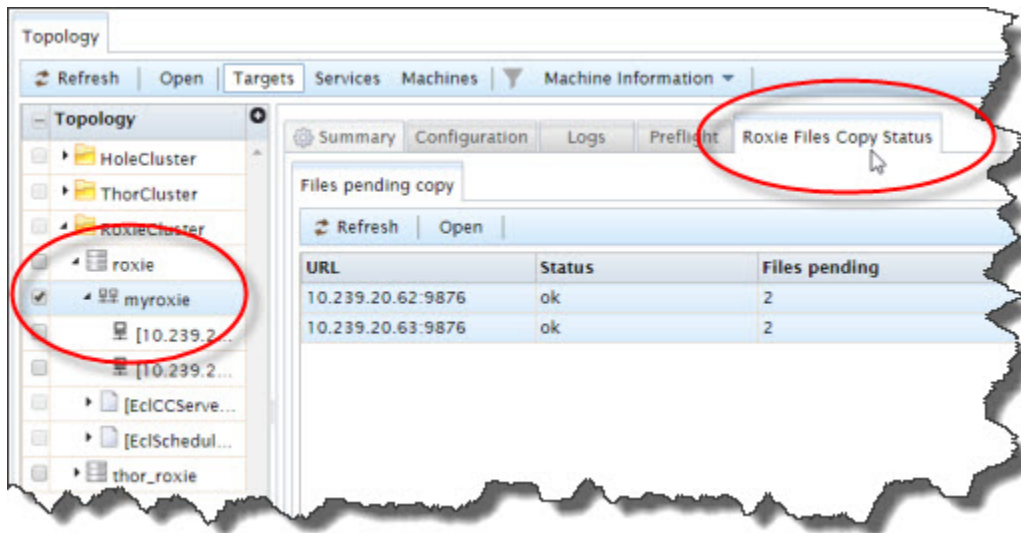 Topology
Refresh Open Targets Services Machines Machine Information
Topology
HoleCluster
ThorCluster
RoxieCluster
roxie
myroxie
[10.239.2...
[10.239.2...
[EclCCServe...
[EclSchedul...
thor_roxie
Summary Configuration Logs Preflight Roxie Files Copy Status
Files pending copy
Refresh Open
URL Status Files pending
10.239.20.62:9876 ok 2
10.239.20.63:9876 ok 2